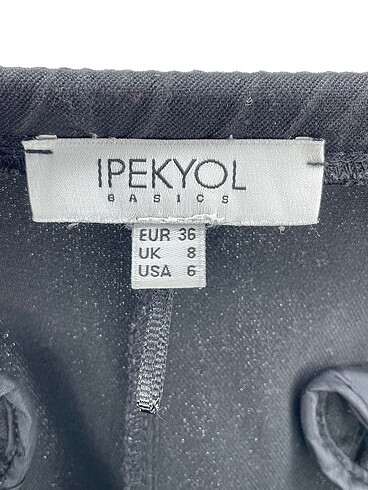 IPEKYOL
BASICS
EUR 36
UK 8
USA 6